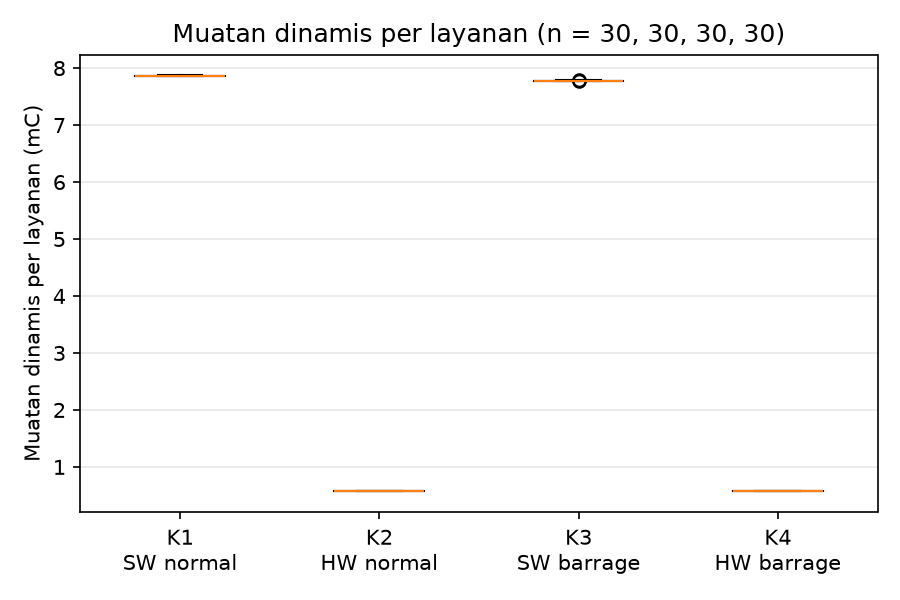 Muatan dinamis per layanan (n = 30, 30, 30, 30)
Muatan dinamis per layanan (mC)
8
7
6
5
4
3
2
1
K1
SW normal
K2
HW normal
K3
SW barrage
K4
HW barrage